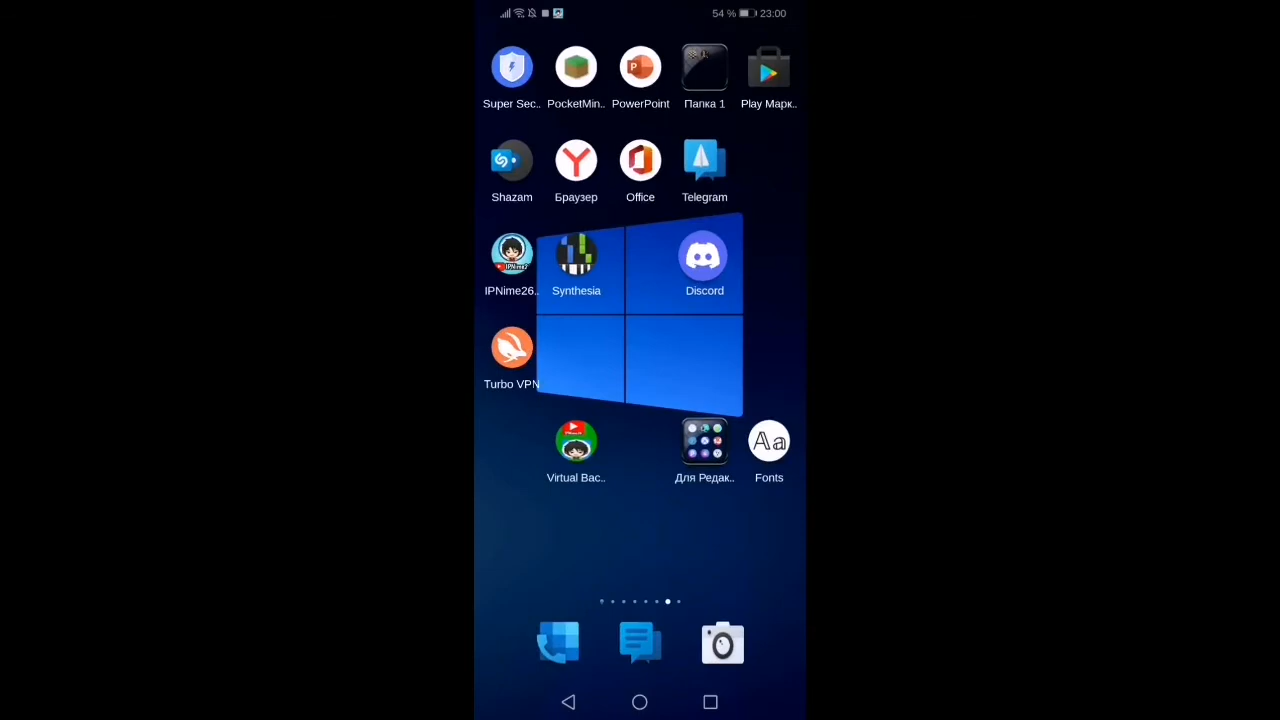 54 % 23:00
Super Sec.. PocketMin.. PowerPoint Папка 1 Play Марк..
Shazam Браузер Office Telegram
IPNime26.. Synthesia Discord
Turbo VPN
Virtual Bac.. Для Редак.. Fonts